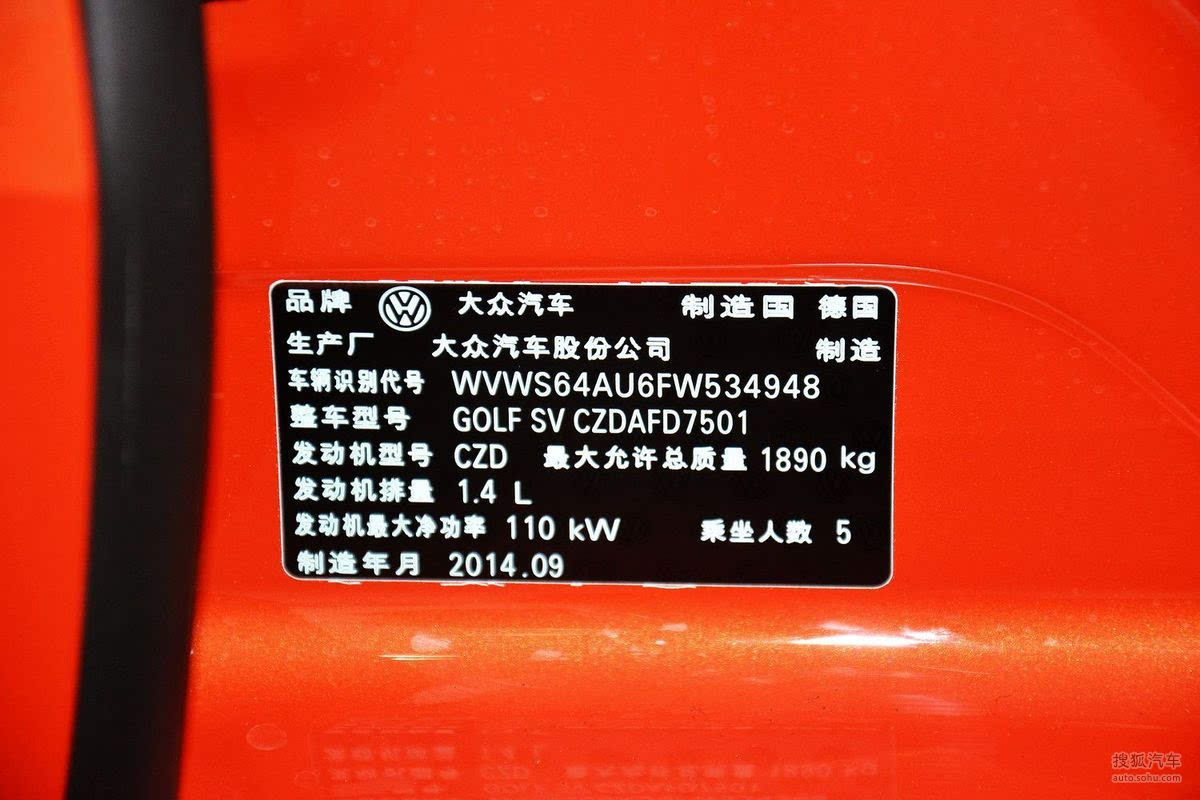 品牌 大众汽车 制造国 德国
生产厂 大众汽车股份公司 制造
车辆识别代号 WVWS64AU6FW534948
整车型号 GOLF SV CZDAFD7501
发动机型号 CZD 最大允许总质量 1890 kg
发动机排量 1.4 L
发动机最大净功率 110 kW 乘坐人数 5
制造年月 2014.09
搜狐汽车
auto.sohu.com